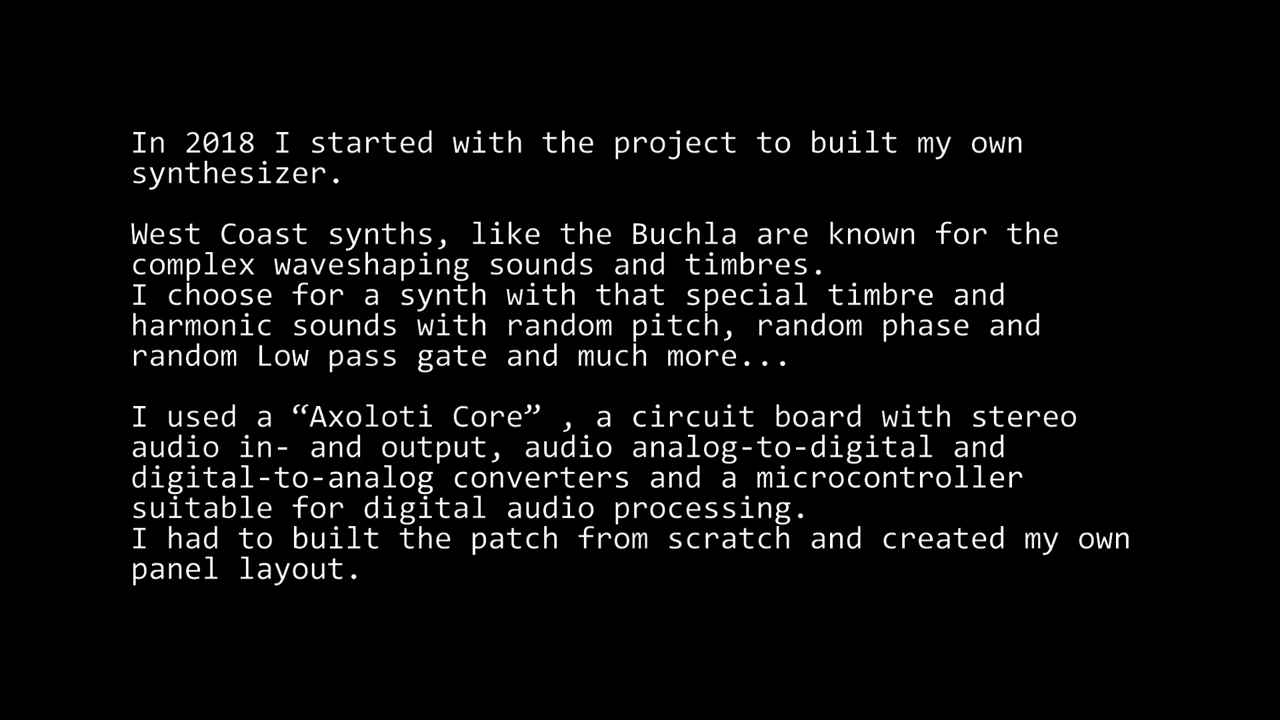 In 2018 I started with the project to built my own
synthesizer.
West Coast synths, like the Buchla are known for the
complex waveshaping sounds and timbres.
I choose for a synth with that special timbre and
harmonic sounds with random pitch, random phase and
random Low pass gate and much more...
I used a “Axoloti Core” , a circuit board with stereo
audio in- and output, audio analog-to-digital and
digital-to-analog converters and a microcontroller
suitable for digital audio processing.
I had to built the patch from scratch and created my own
panel layout.